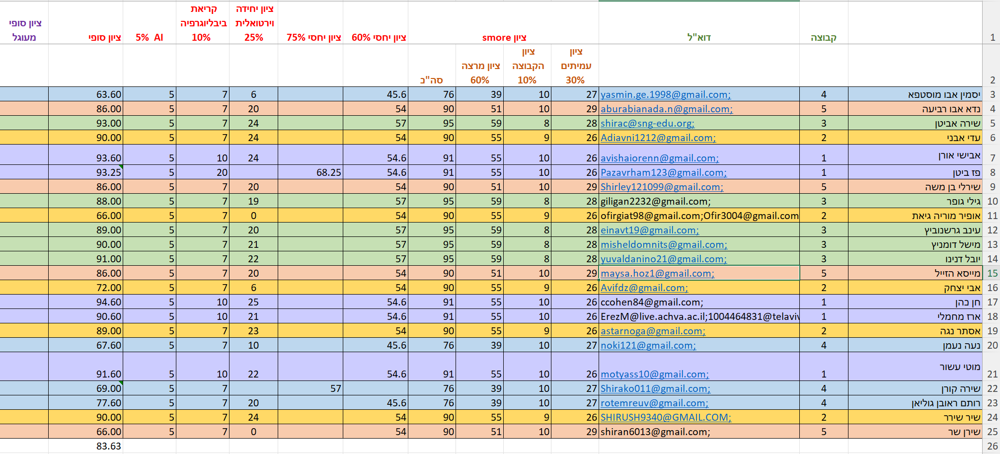 1 קבוצה דוא"ל ציון smore ציון יחסי 60% ציון יחסי 75% ציון יחידה וירטואלית 25% קריאת ביבליוגרפיה 10% AI 5% ציון סופי ציון סופי מעוגל
2 ציון עמיתים 30% ציון הקבוצה 10% ציון מרצה 60% סה"כ
3 יסמין אבו מוסטפא 4 yasmin.ge.1998@gmail.com; 27 10 39 76 45.6 6 7 5 63.60
4 נדא אבו רביעה 5 aburabianada.n@gmail.com; 29 10 51 90 54 20 7 5 86.00
5 שירה אביטן 3 shirac@sng-edu.org; 28 8 59 95 57 24 7 5 93.00
6 עדי אבני 2 Adiavni1212@gmail.com; 26 9 55 90 54 24 7 5 90.00
7 אבישי אורן 1 avishaiorenn@gmail.com; 26 10 55 91 54.6 24 10 5 93.60
8 פז ביטן 1 Pazavrham123@gmail.com; 26 10 55 91 54.6 68.25 20 5 93.25
9 שירלי בן משה 5 Shirley121099@gmail.com; 29 10 51 90 54 20 7 5 86.00
10 גילי גופר 3 giligan2232@gmail.com; 28 8 59 95 57 19 7 5 88.00
11 אופיר מוריה גיאת 2 ofirgiat98@gmail.com;Ofir3004@gmail.com 26 9 55 90 54 0 7 5 66.00
12 עינב גרשנוביץ 3 einavt19@gmail.com; 28 8 59 95 57 20 7 5 89.00
13 מישל דומניץ 3 misheldomnits@gmail.com; 28 8 59 95 57 21 7 5 90.00
14 יובל דנינו 3 yuvaldanino21@gmail.com; 28 8 59 95 57 22 7 5 91.00
15 מייסא הזייל 5 maysa.hoz1@gmail.com; 29 10 51 90 54 20 7 5 86.00
16 אבי יצחק 2 Avifdz@gmail.com; 26 9 55 90 54 6 7 5 72.00
17 חן כהן 1 ccohen84@gmail.com; 26 10 55 91 54.6 25 10 5 94.60
18 ארז מחמלי 1 ErezM@live.achva.ac.il;1004464831@telaviv 26 10 55 91 54.6 21 10 5 90.60
19 אסתר נגה 2 astarnoga@gmail.com; 26 9 55 90 54 23 7 5 89.00
20 נעה נעמן 4 noki121@gmail.com; 27 10 39 76 45.6 10 7 5 67.60
21 מוטי עשור 1 motyass10@gmail.com; 26 10 55 91 54.6 22 10 5 91.60
22 שירה קורן 4 Shirako011@gmail.com; 27 10 39 76 57 7 5 69.00
23 רותם ראובן גוליאן 4 rotemreuv@gmail.com; 27 10 39 76 45.6 20 7 5 77.60
24 שיר שירר 2 SHIRUSH9340@GMAIL.COM; 26 9 55 90 54 24 7 5 90.00
25 שירן שר 5 shiran6013@gmail.com; 29 10 51 90 54 0 7 5 66.00
26 83.63